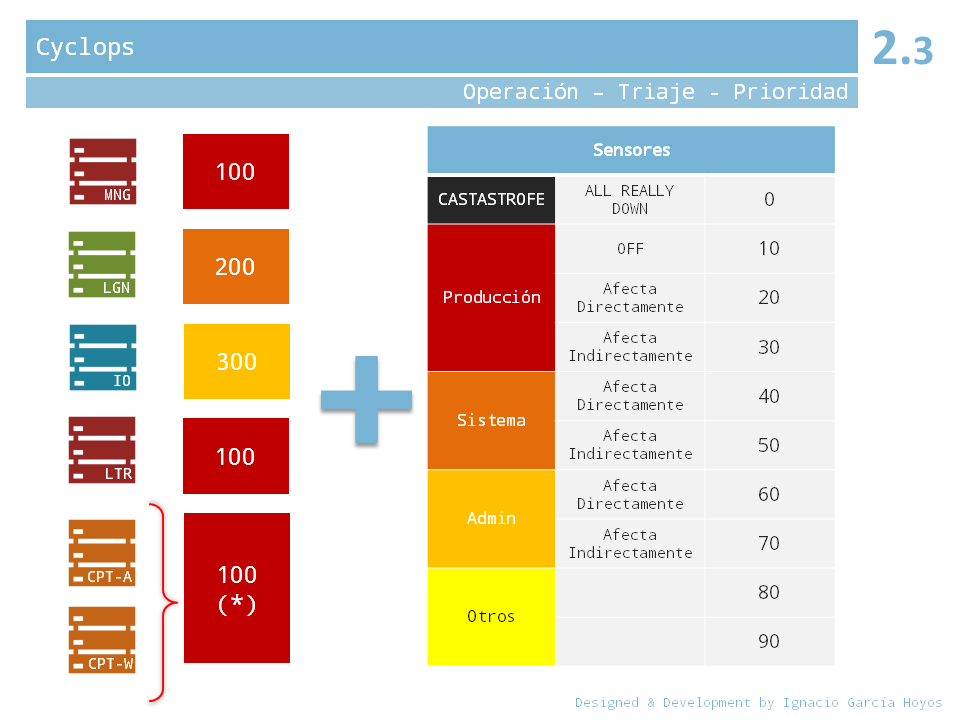 Cyclops
2.3
Operación – Triaje - Prioridad
MNG
100
LGN
200
IO
300
LTR
100
CPT-A
CPT-W
100
(*)
Sensores
CASTASTROFE
ALL REALLY
DOWN
0
Producción
OFF
10
Afecta
Directamente
20
Afecta
Indirectamente
30
Sistema
Afecta
Directamente
40
Afecta
Indirectamente
50
Admin
Afecta
Directamente
60
Afecta
Indirectamente
70
Otros
80
90
Designed & Development by Ignacio García Hoyos